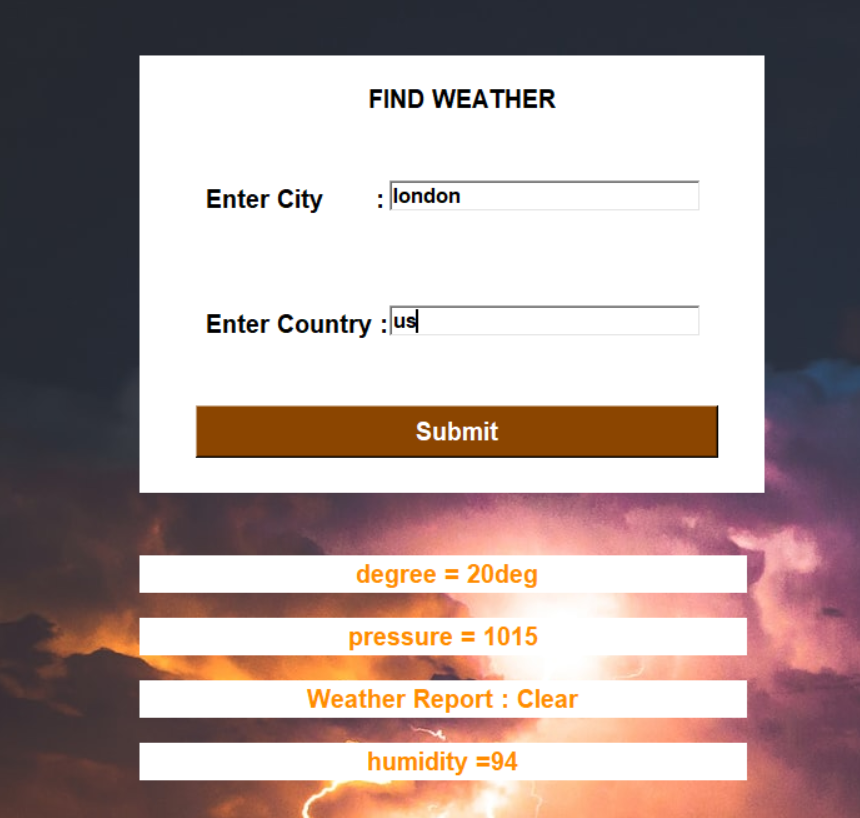 FIND WEATHER
Enter City : london
Enter Country : us
Submit
degree = 20deg
pressure = 1015
Weather Report : Clear
humidity =94